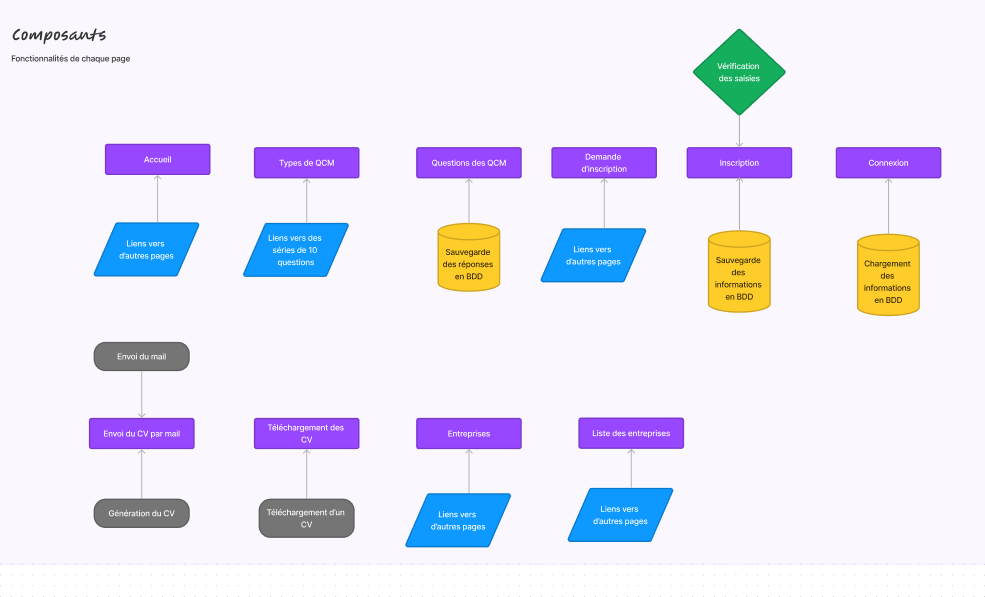 Composants
Fonctionnalités de chaque page
Vérification
des saisies
Accueil
Types de QCM
Questions des QCM
Demande
d'inscription
Inscription
Connexion
Liens vers
d'autres pages
Liens vers des
séries de 10
questions
Sauvegarde
des réponses
en BDD
Liens vers
d'autres pages
Sauvegarde
des
informations
en BDD
Chargement
des
informations
en BDD
Envoi du mail
Envoi du CV par mail
Téléchargement des
CV
Entreprises
Liste des entreprises
Génération du CV
Téléchargement d'un
CV
Liens vers
d'autres pages
Liens vers
d'autres pages